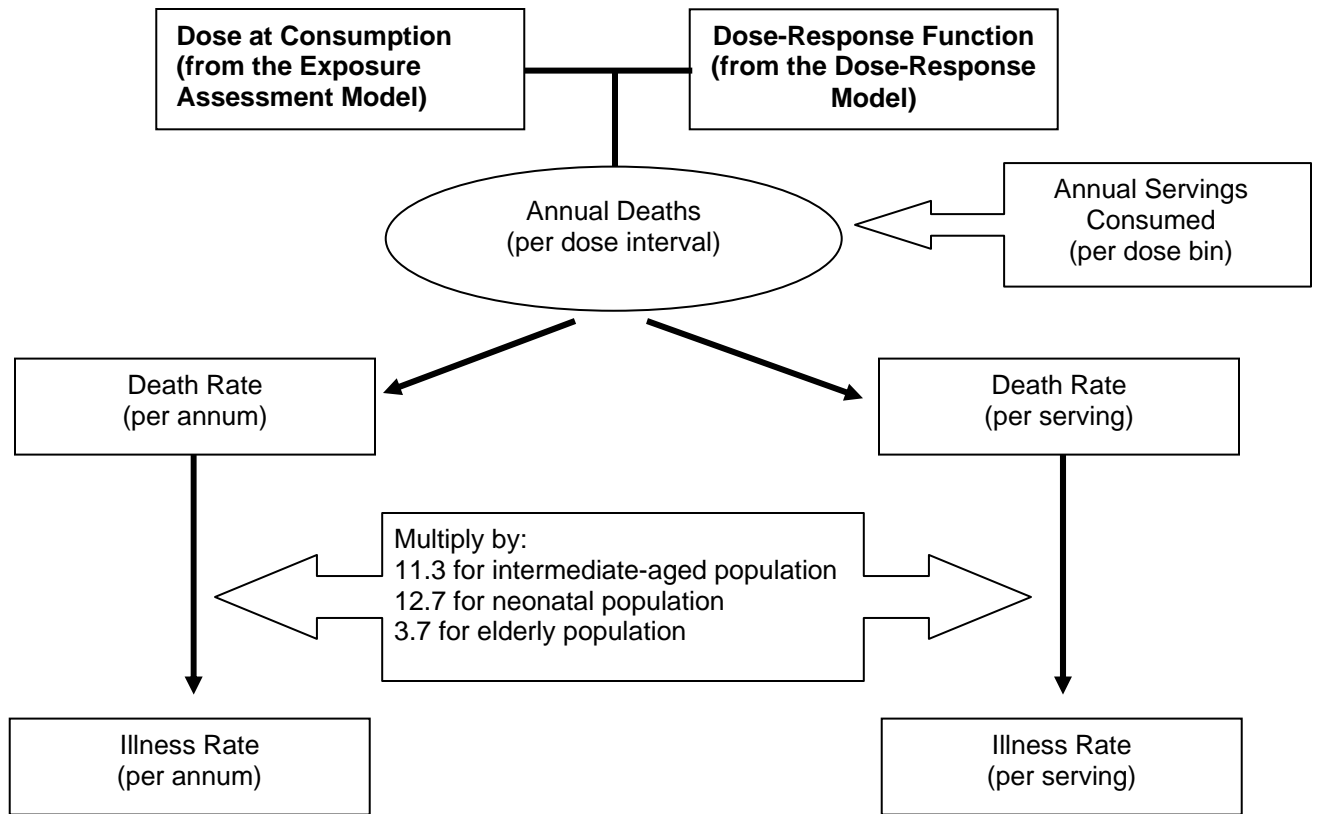 Dose at Consumption
(from the Exposure
Assessment Model)
Dose-Response Function
(from the Dose-Response
Model)
Annual Deaths
(per dose interval)
Annual Servings
Consumed
(per dose bin)
Death Rate
(per annum)
Death Rate
(per serving)
Multiply by:
11.3 for intermediate-aged population
12.7 for neonatal population
3.7 for elderly population
Illness Rate
(per annum)
Illness Rate
(per serving)